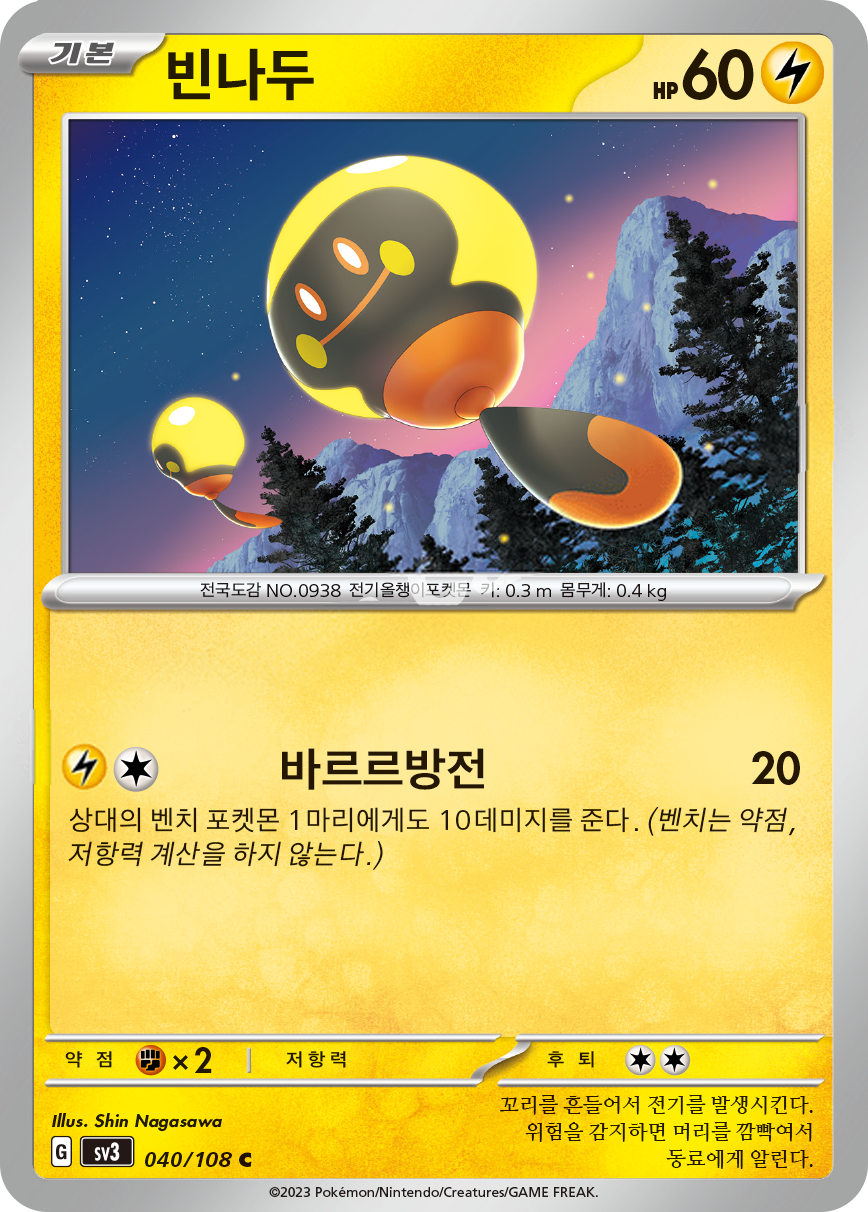 기본 빈나두 HP 60
전국도감 NO.0938 전기올챙이포켓몬 키: 0.3 m 몸무게: 0.4 kg
바르르방전 20
상대의 벤치 포켓몬 1마리에게도 10데미지를 준다. (벤치는 약점,
저항력 계산을 하지 않는다.)
약점 ×2 저항력 후퇴
꼬리를 흔들어서 전기를 발생시킨다.
위험을 감지하면 머리를 깜빡여서
동료에게 알린다.
Illus. Shin Nagasawa
G sv3 040/108 C
©2023 Pokémon/Nintendo/Creatures/GAME FREAK.